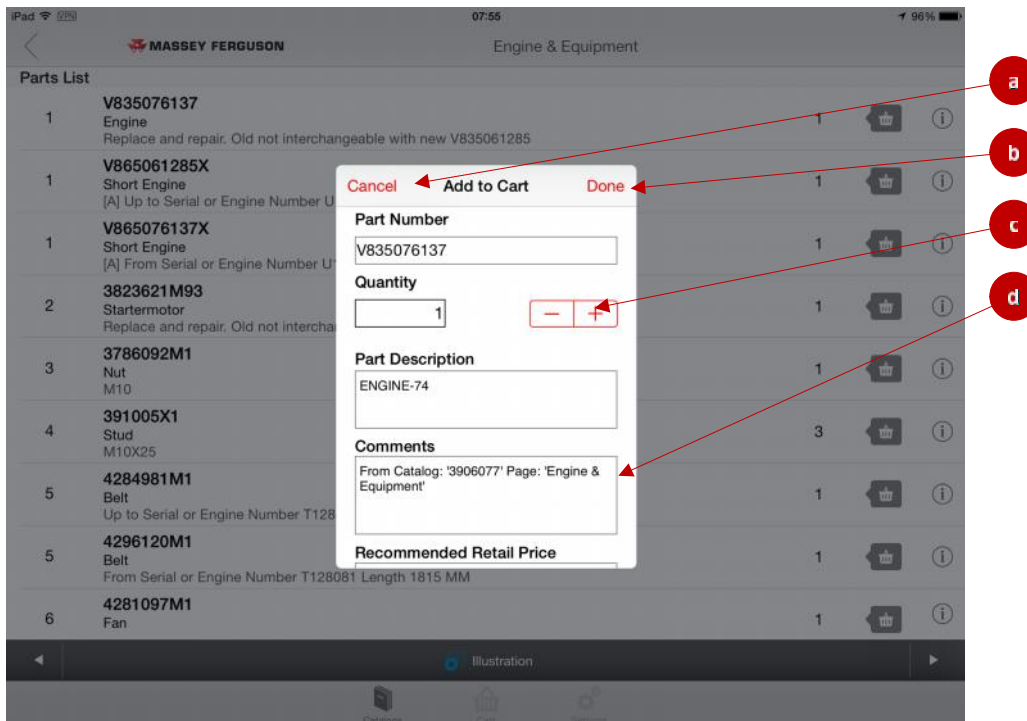 iPad VPN 07:55 96%
MASSEY FERGUSON Engine & Equipment
Parts List
a
b
c
d
1 V835076137 1
Engine
Replace and repair. Old not interchangeable with new V835061285
1 V865061285X 1
Short Engine
[A] Up to Serial or Engine Number U
1 V865076137X 1
Short Engine
[A] From Serial or Engine Number U
2 3823621M93 1
Startermotor
Replace and repair. Old not intercha
3 3786092M1 1
Nut
M10
4 391005X1 3
Stud
M10X25
5 4284981M1 1
Belt
Up to Serial or Engine Number T128
5 4296120M1 1
Belt
From Serial or Engine Number T128081 Length 1815 MM
6 4281097M1 1
Fan
Cancel Add to Cart Done
Part Number
V835076137
Quantity
1 − +
Part Description
ENGINE-74
Comments
From Catalog: '3906077' Page: 'Engine &
Equipment'
Recommended Retail Price
Illustration
Catalogs Cart